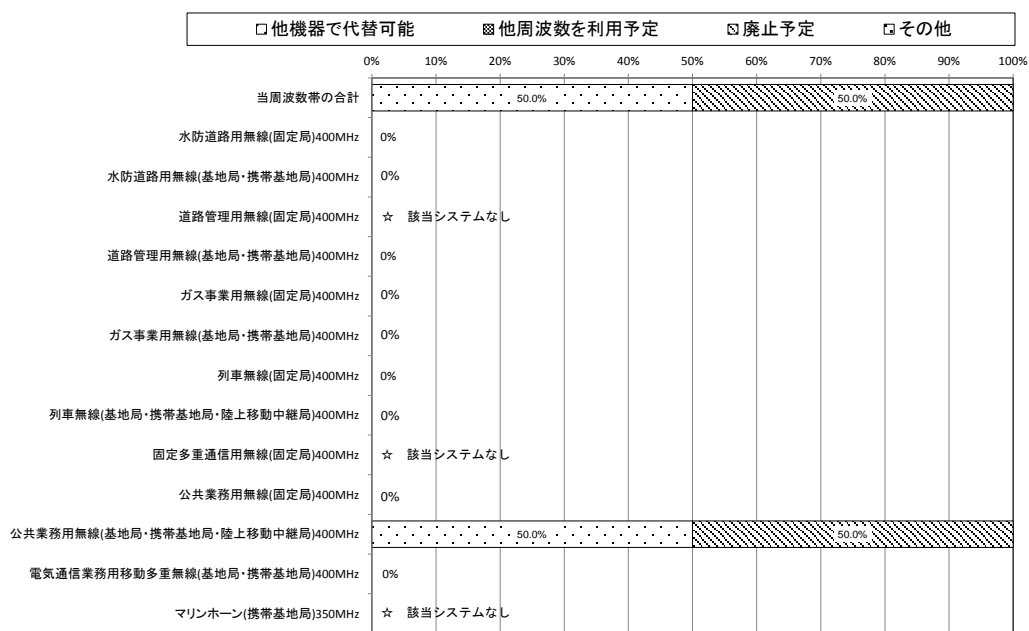 他機器で代替可能 他周波数を利用予定 廃止予定 その他
0% 10% 20% 30% 40% 50% 60% 70% 80% 90% 100%
当周波数帯の合計 50.0% 50.0%
水防道路用無線(固定局)400MHz 0%
水防道路用無線(基地局・携帯基地局)400MHz 0%
道路管理用無線(固定局)400MHz ☆ 該当システムなし
道路管理用無線(基地局・携帯基地局)400MHz 0%
ガス事業用無線(固定局)400MHz 0%
ガス事業用無線(基地局・携帯基地局)400MHz 0%
列車無線(固定局)400MHz 0%
列車無線(基地局・携帯基地局・陸上移動中継局)400MHz 0%
固定多重通信用無線(固定局)400MHz ☆ 該当システムなし
公共業務用無線(固定局)400MHz 0%
公共業務用無線(基地局・携帯基地局・陸上移動中継局)400MHz 50.0% 50.0%
電気通信業務用移動多重無線(基地局・携帯基地局)400MHz 0%
マリンホーン(携帯基地局)350MHz ☆ 該当システムなし